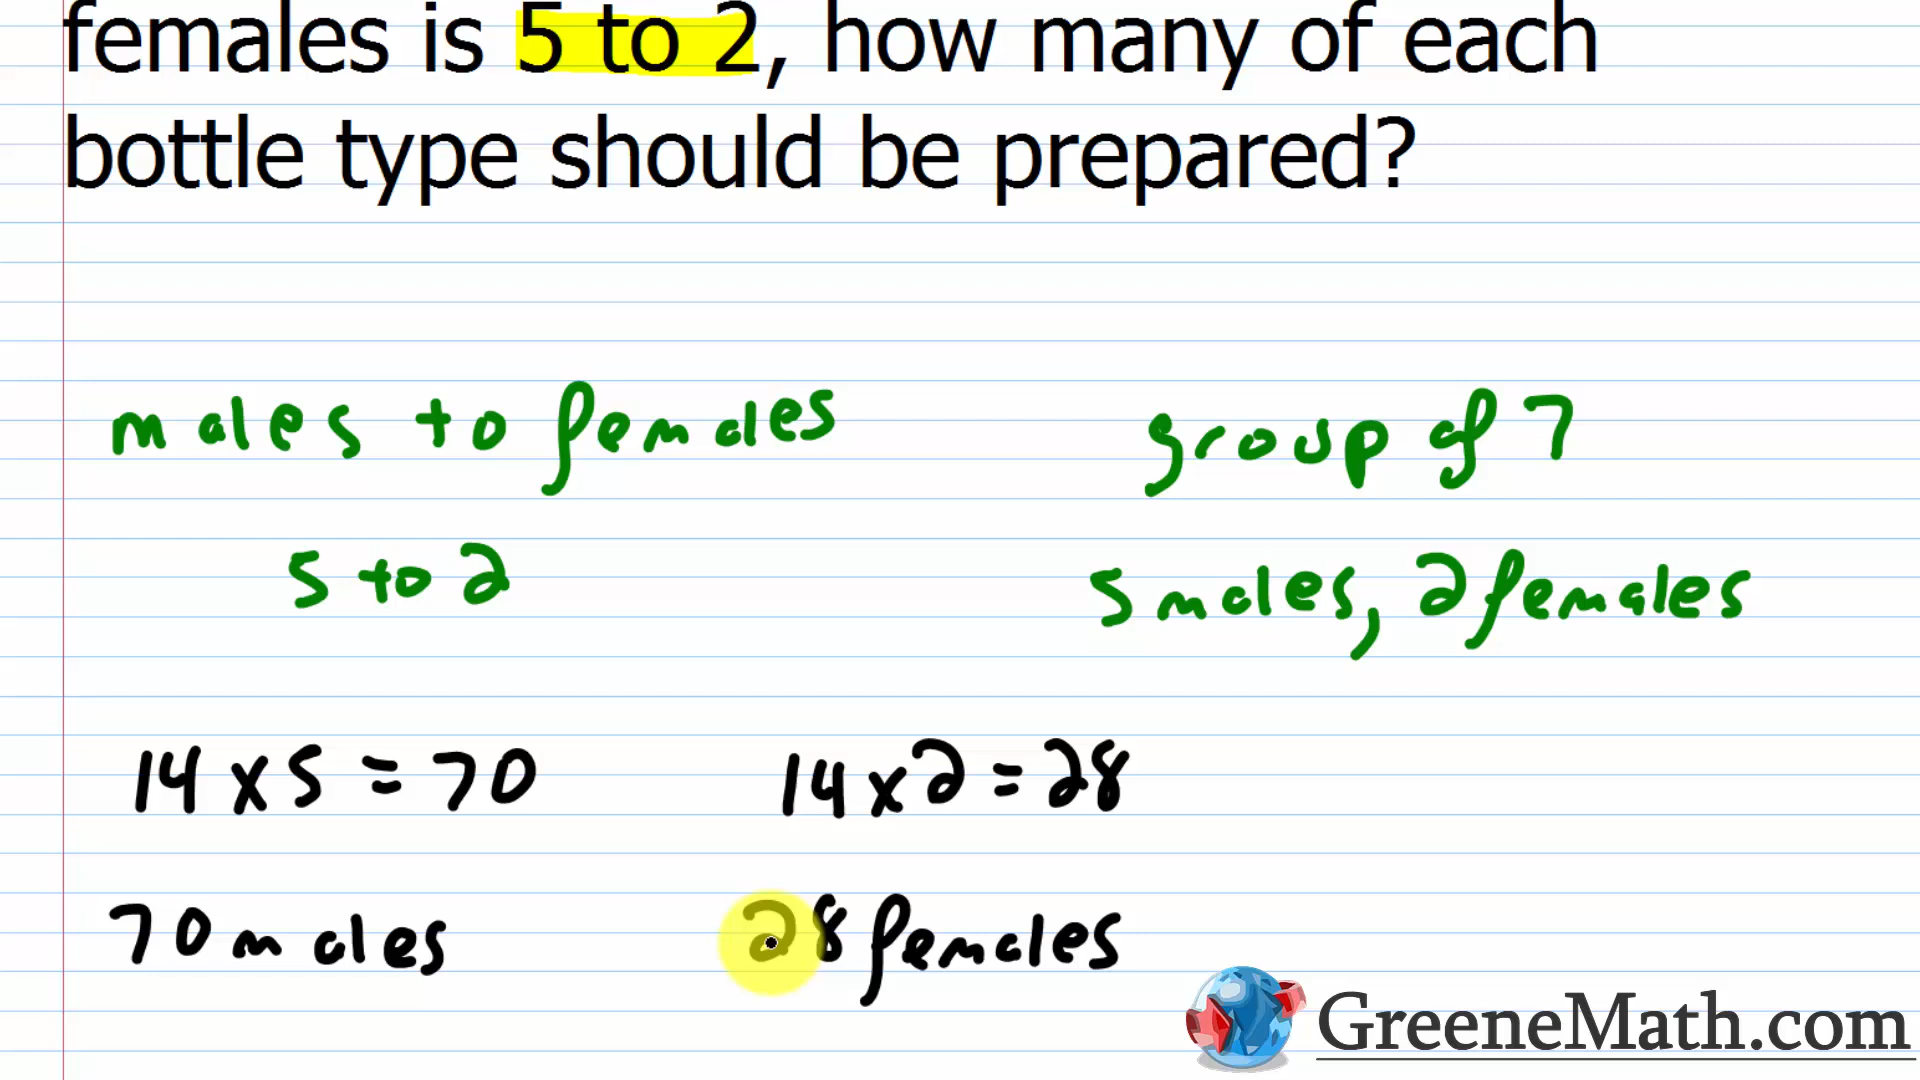 females is 5 to 2, how many of each
bottle type should be prepared?
males to females
group of 7
5 to 2
5 males, 2 females
14 x 5 = 70
14 x 2 = 28
70 males
28 females
GreeneMath.com